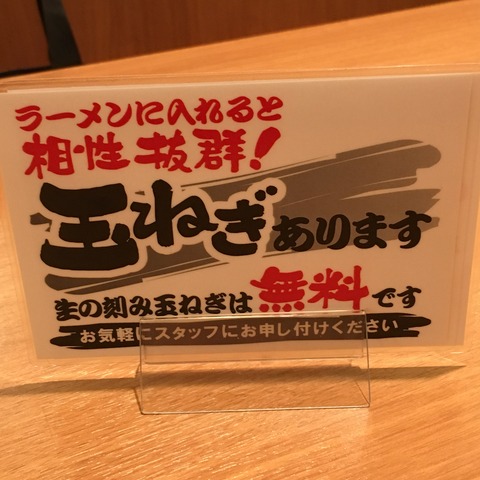 ラーメンに入れると
相性抜群!
玉ねぎあります
生の刻み玉ねぎは無料です
お気軽にスタッフにお申し付けください